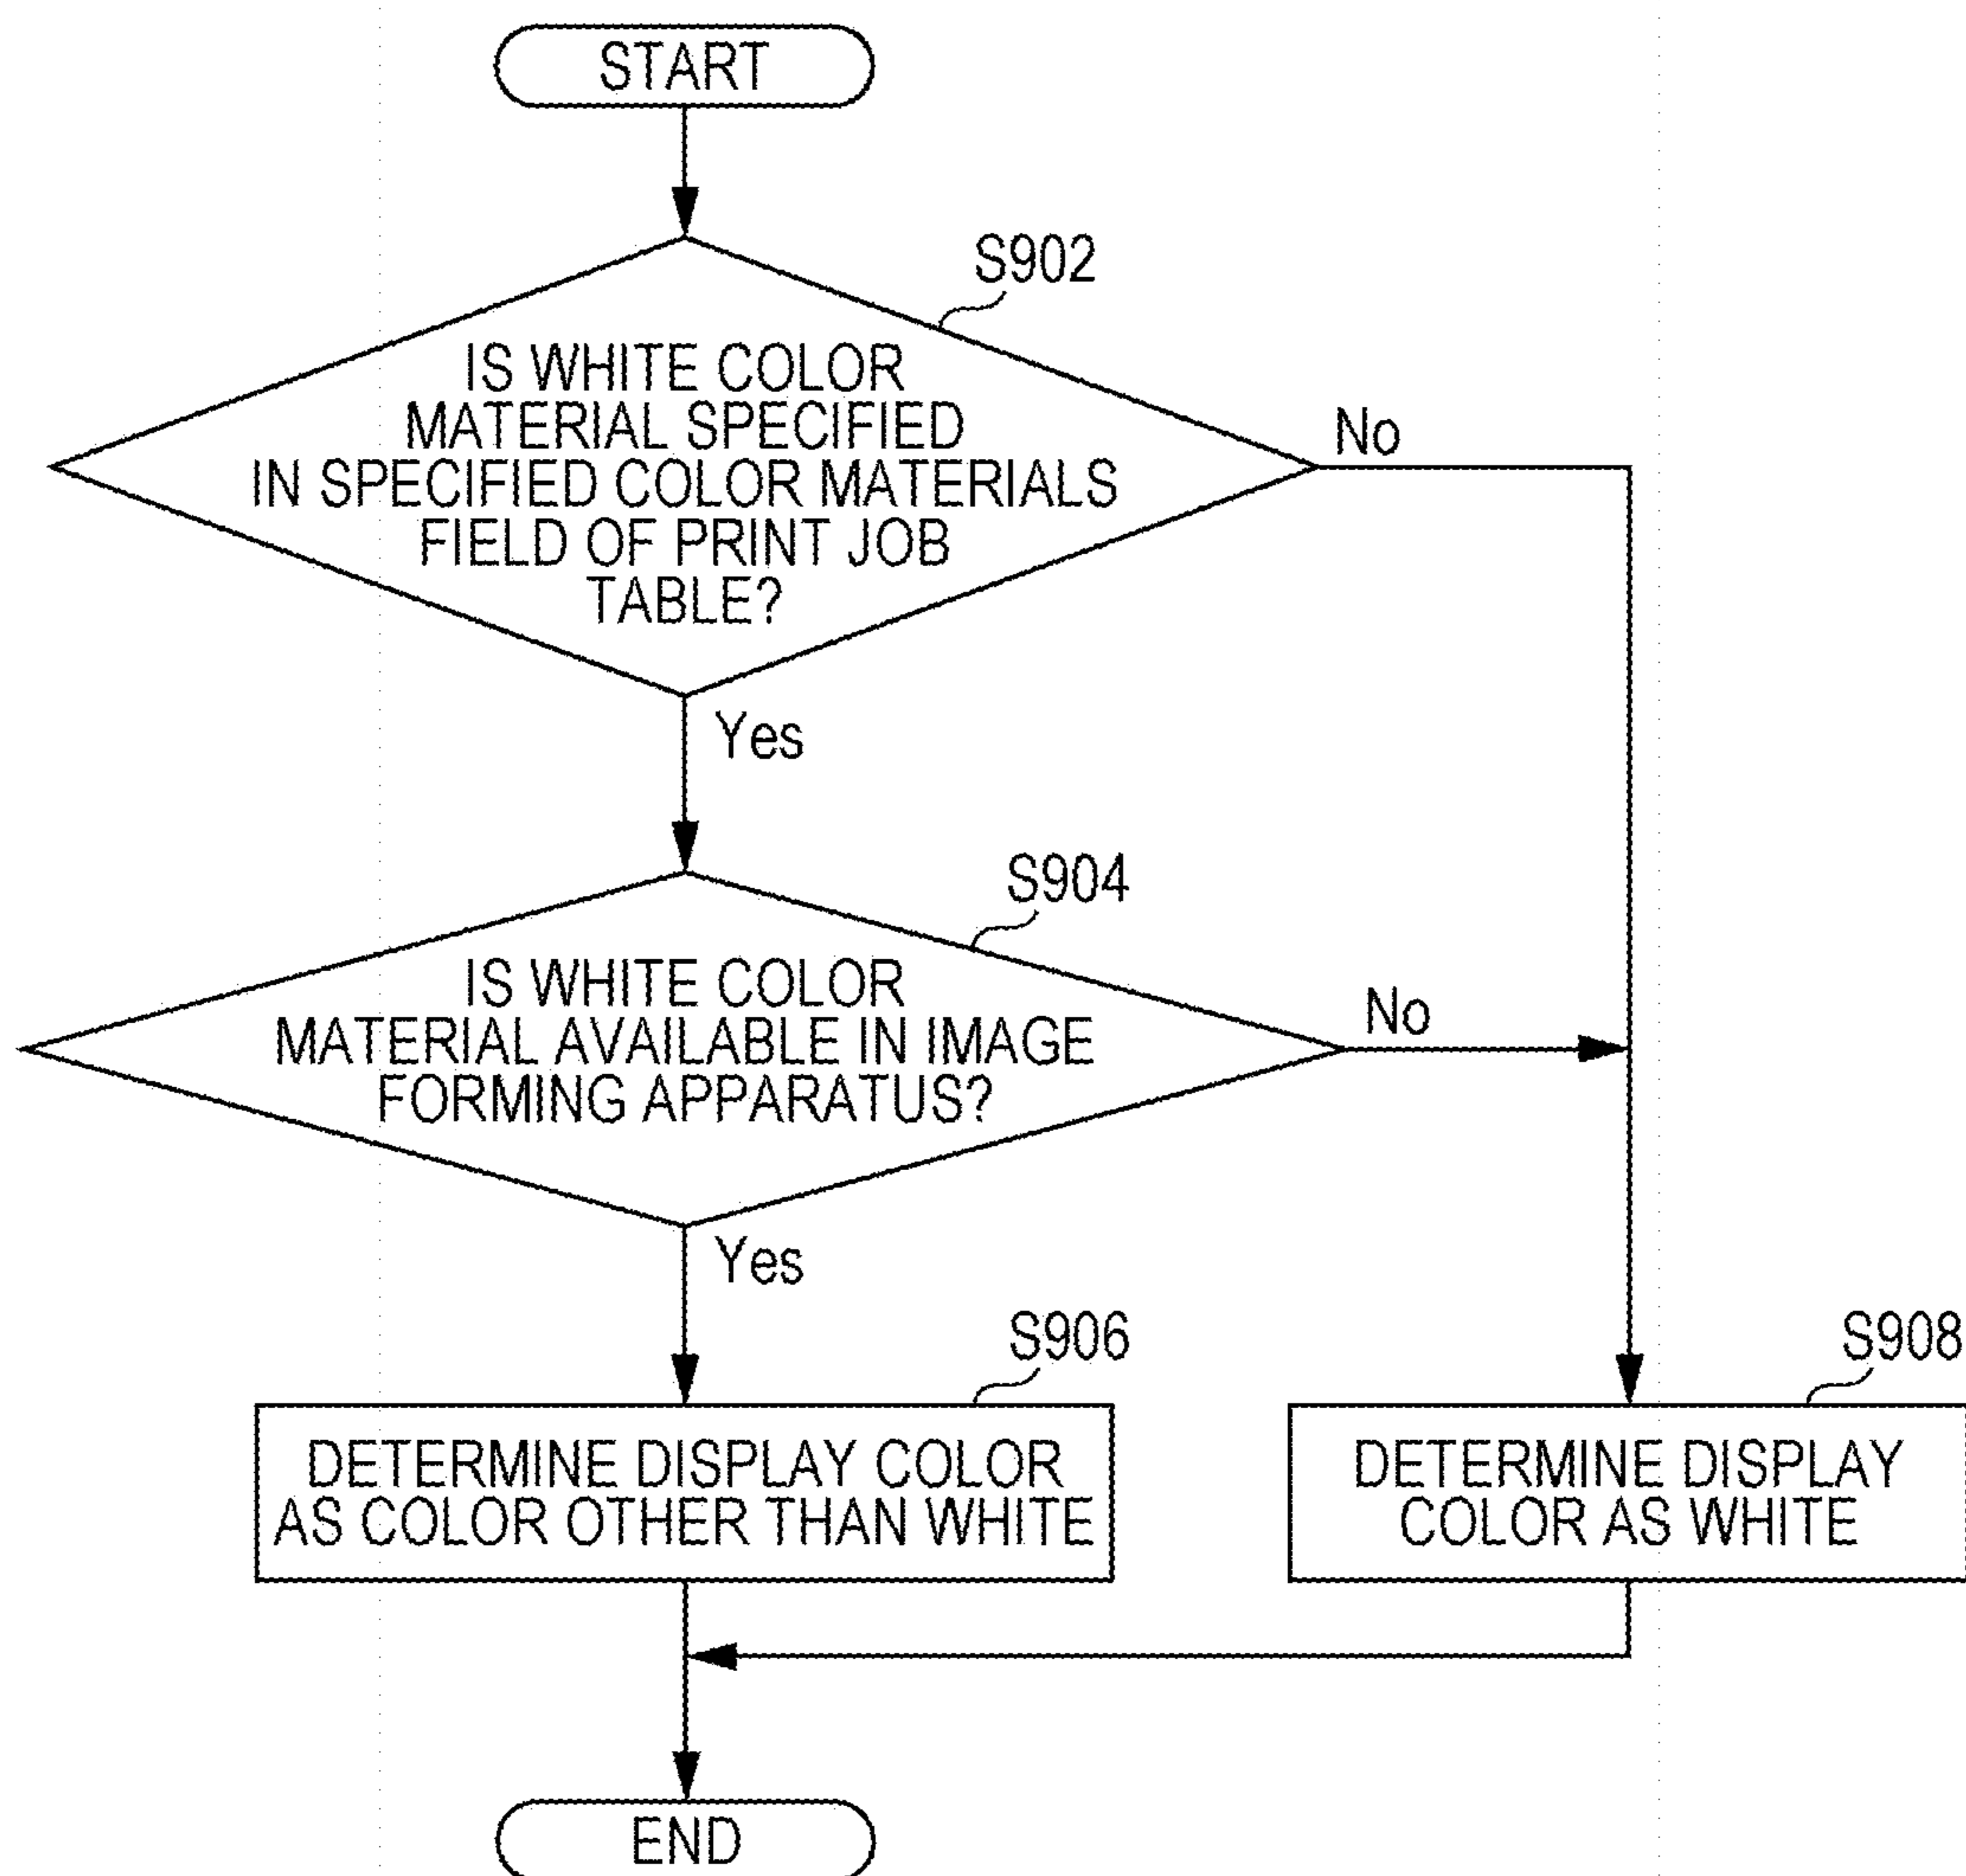 START
S902
IS WHITE COLOR
MATERIAL SPECIFIED
IN SPECIFIED COLOR MATERIALS
FIELD OF PRINT JOB
TABLE?
No
Yes
S904
IS WHITE COLOR
MATERIAL AVAILABLE IN IMAGE
FORMING APPARATUS?
No
Yes
S906
DETERMINE DISPLAY COLOR
AS COLOR OTHER THAN WHITE
S908
DETERMINE DISPLAY
COLOR AS WHITE
END